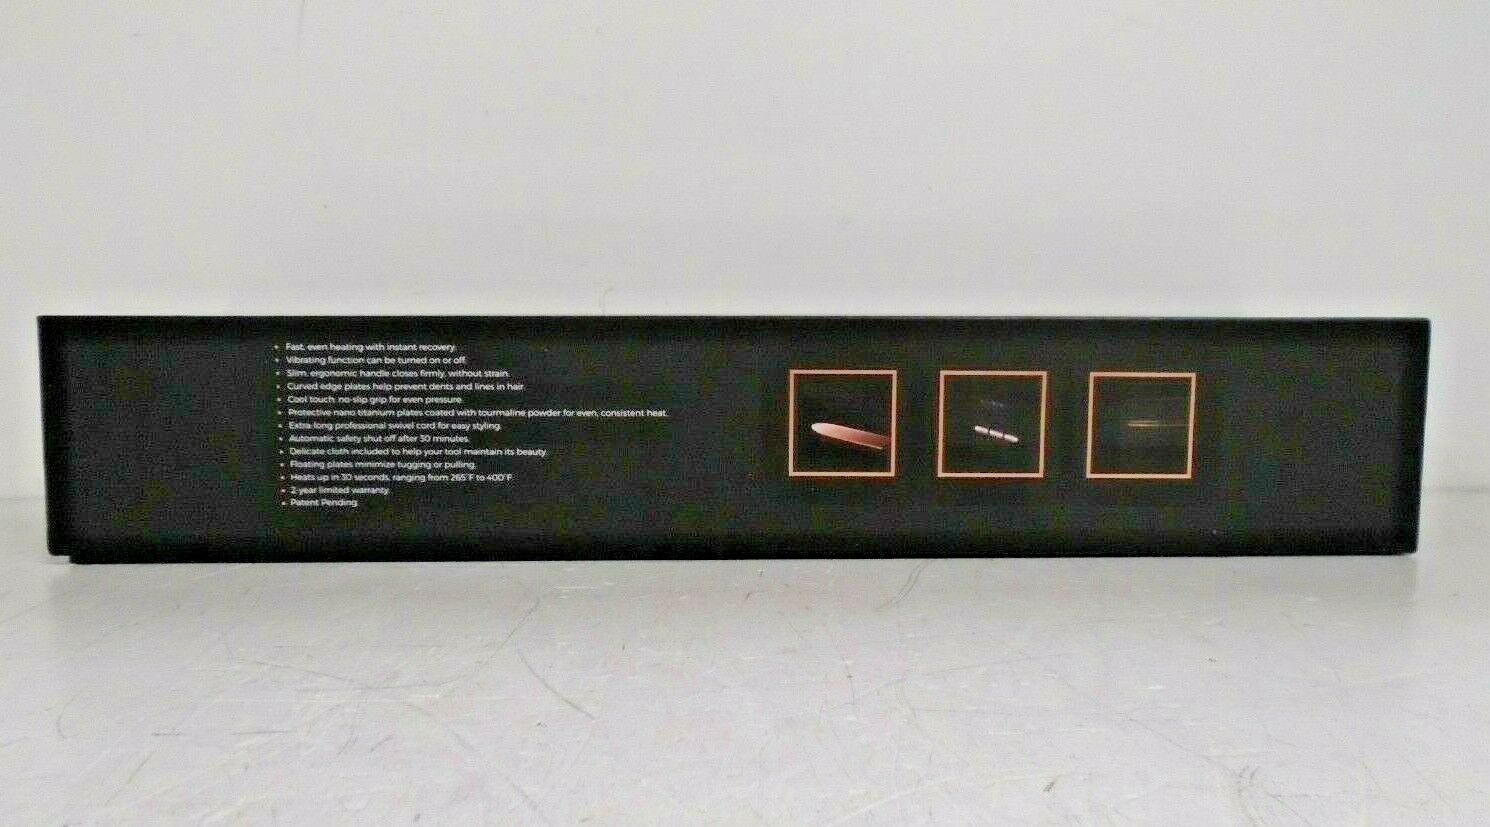 • Fast, even heating with instant recovery.
• Vibrating function can be turned on or off.
• Slim, ergonomic handle closes firmly, without strain.
• Curved edge plates help prevent dents and lines in hair.
• Cool touch, no-slip grip for even pressure.
• Protective nano titanium plates coated with tourmaline powder for even, consistent heat.
• Extra-long professional swivel cord for easy styling.
• Automatic safety shut off after 30 minutes.
• Delicate cloth included to help your tool maintain its beauty.
• Floating plates minimize tugging or pulling.
• Heats up in 30 seconds, ranging from 265°F to 400°F.
• 2-year limited warranty.
• Patent Pending.